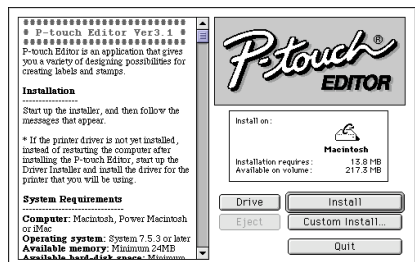 P-touch Editor Ver3.1
P-touch Editor is an application that gives
you a variety of designing possibilities for
creating labels and stamps.
Installation
-----------------
Start up the installer, and then follow the
messages that appear.
* If the printer driver is not yet installed,
instead of restarting the computer after
installing the P-touch Editor, start up the
Driver Installer and install the driver for the
printer that you will be using.
System Requirements
------------------------------
Computer: Macintosh, Power Macintosh
or iMac
Operating system: System 7.5.3 or later
Available memory: Minimum 24MB
Available hard-disk space: Minimum
P-touch
EDITOR
Install on:
Macintosh
Installation requires: 13.8 MB
Available on volume: 217.3 MB
Drive
Install
Eject
Custom Install...
Quit